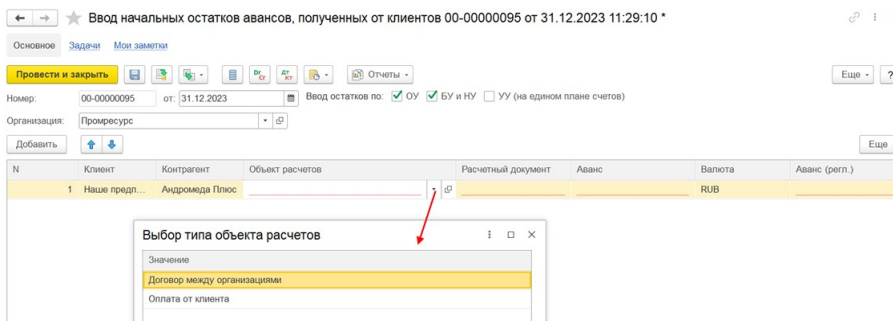 Ввод начальных остатков авансов, полученных от клиентов 00-00000095 от 31.12.2023 11:29:10 *
Основное Задачи Мои заметки
Провести и закрыть Отчеты Еще ?
Номер: 00-00000095 от: 31.12.2023 Ввод остатков по: ОУ БУ и НУ УУ (на едином плане счетов)
Организация: Промресурс
Добавить Еще
N Клиент Контрагент Объект расчетов Расчетный документ Аванс Валюта Аванс (регл.)
1 Наше предп... Андромеда Плюс RUB
Выбор типа объекта расчетов
Значение
Договор между организациями
Оплата от клиента